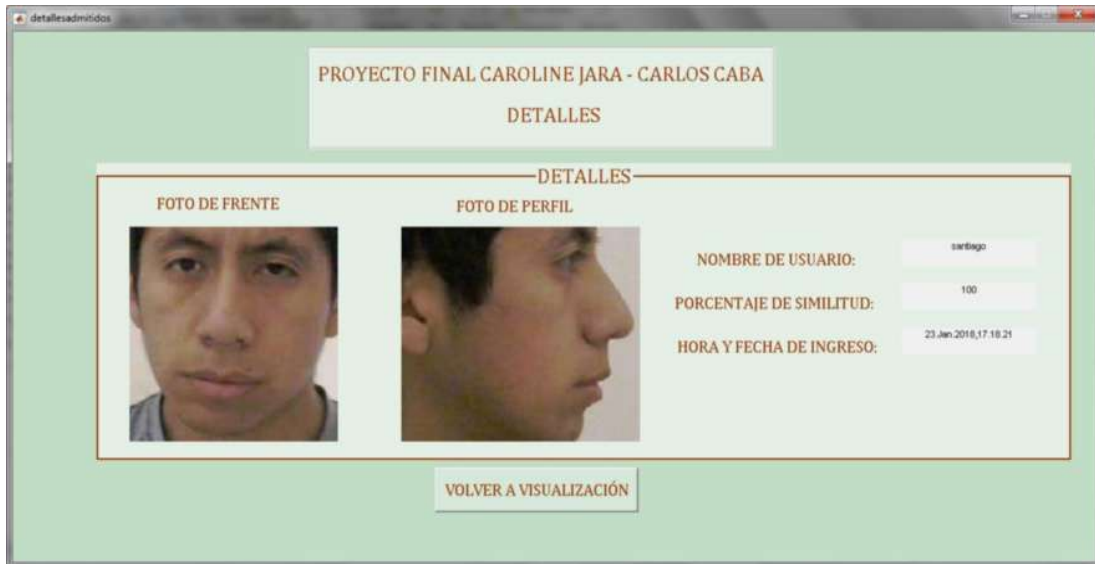 detallesadmitidos
PROYECTO FINAL CAROLINE JARA - CARLOS CABA
DETALLES
DETALLES
FOTO DE FRENTE
FOTO DE PERFIL
NOMBRE DE USUARIO:
santiago
PORCENTAJE DE SIMILITUD:
100
HORA Y FECHA DE INGRESO:
23.Jan.2018,17.18.21
VOLVER A VISUALIZACIÓN